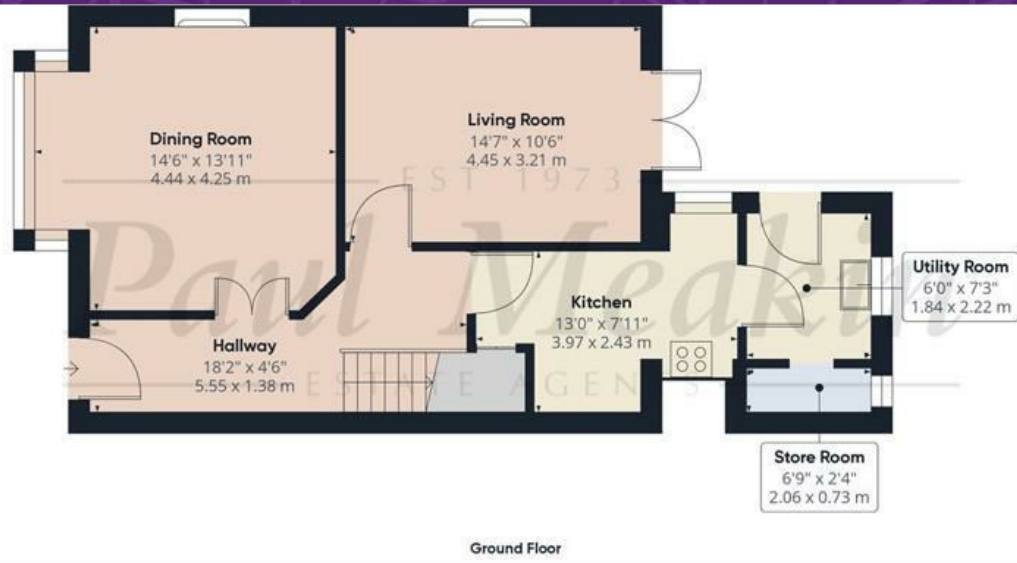 Dining Room
14'6" x 13'11"
4.44 x 4.25 m
Living Room
14'7" x 10'6"
4.45 x 3.21 m
EST 1973
Paul Meakin
ESTATE AGENTS
Hallway
18'2" x 4'6"
5.55 x 1.38 m
Kitchen
13'0" x 7'11"
3.97 x 2.43 m
Utility Room
6'0" x 7'3"
1.84 x 2.22 m
Store Room
6'9" x 2'4"
2.06 x 0.73 m
Ground Floor